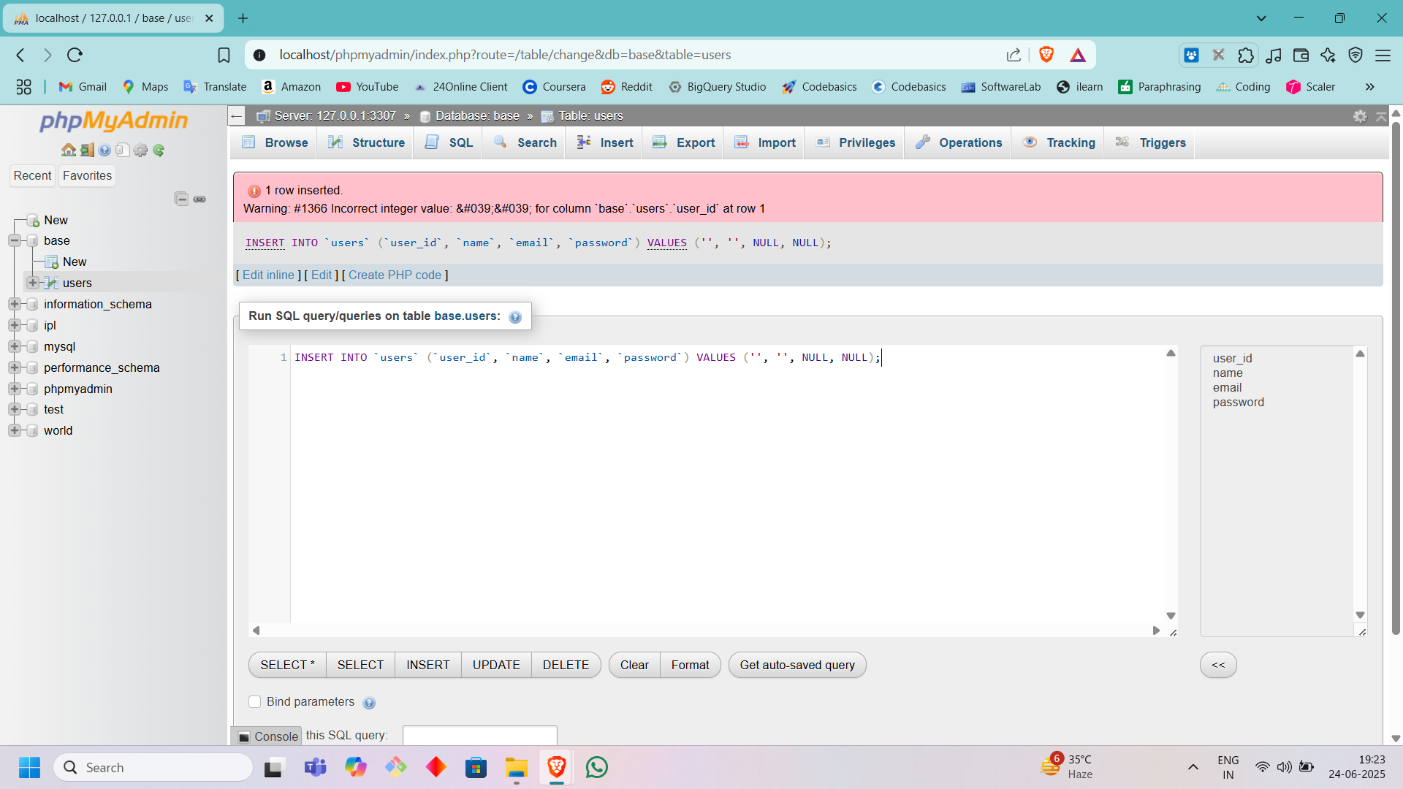 localhost / 127.0.0.1 / base / use
localhost/phpmyadmin/index.php?route=/table/change&db=base&table=users
Gmail Maps Translate Amazon YouTube 24Online Client Coursera Reddit BigQuery Studio Codebasics Codebasics SoftwareLab ilearn Paraphrasing Coding Scaler
phpMyAdmin
Recent Favorites
New
base
New
users
information_schema
ipl
mysql
performance_schema
phpmyadmin
test
world
Server: 127.0.0.1:3307 » Database: base » Table: users
Browse Structure SQL Search Insert Export Import Privileges Operations Tracking Triggers
1 row inserted.
Warning: #1366 Incorrect integer value: &#039;&#039; for column `base`.`users`.`user_id` at row 1
INSERT INTO `users` (`user_id`, `name`, `email`, `password`) VALUES ('', '', NULL, NULL);
[ Edit inline ] [ Edit ] [ Create PHP code ]
Run SQL query/queries on table base.users:
1 INSERT INTO `users` (`user_id`, `name`, `email`, `password`) VALUES ('', '', NULL, NULL);
user_id
name
email
password
SELECT * SELECT INSERT UPDATE DELETE Clear Format Get auto-saved query <<
Bind parameters
Console this SQL query:
Search
6
35°C
Haze
ENG
IN
19:23
24-06-2025